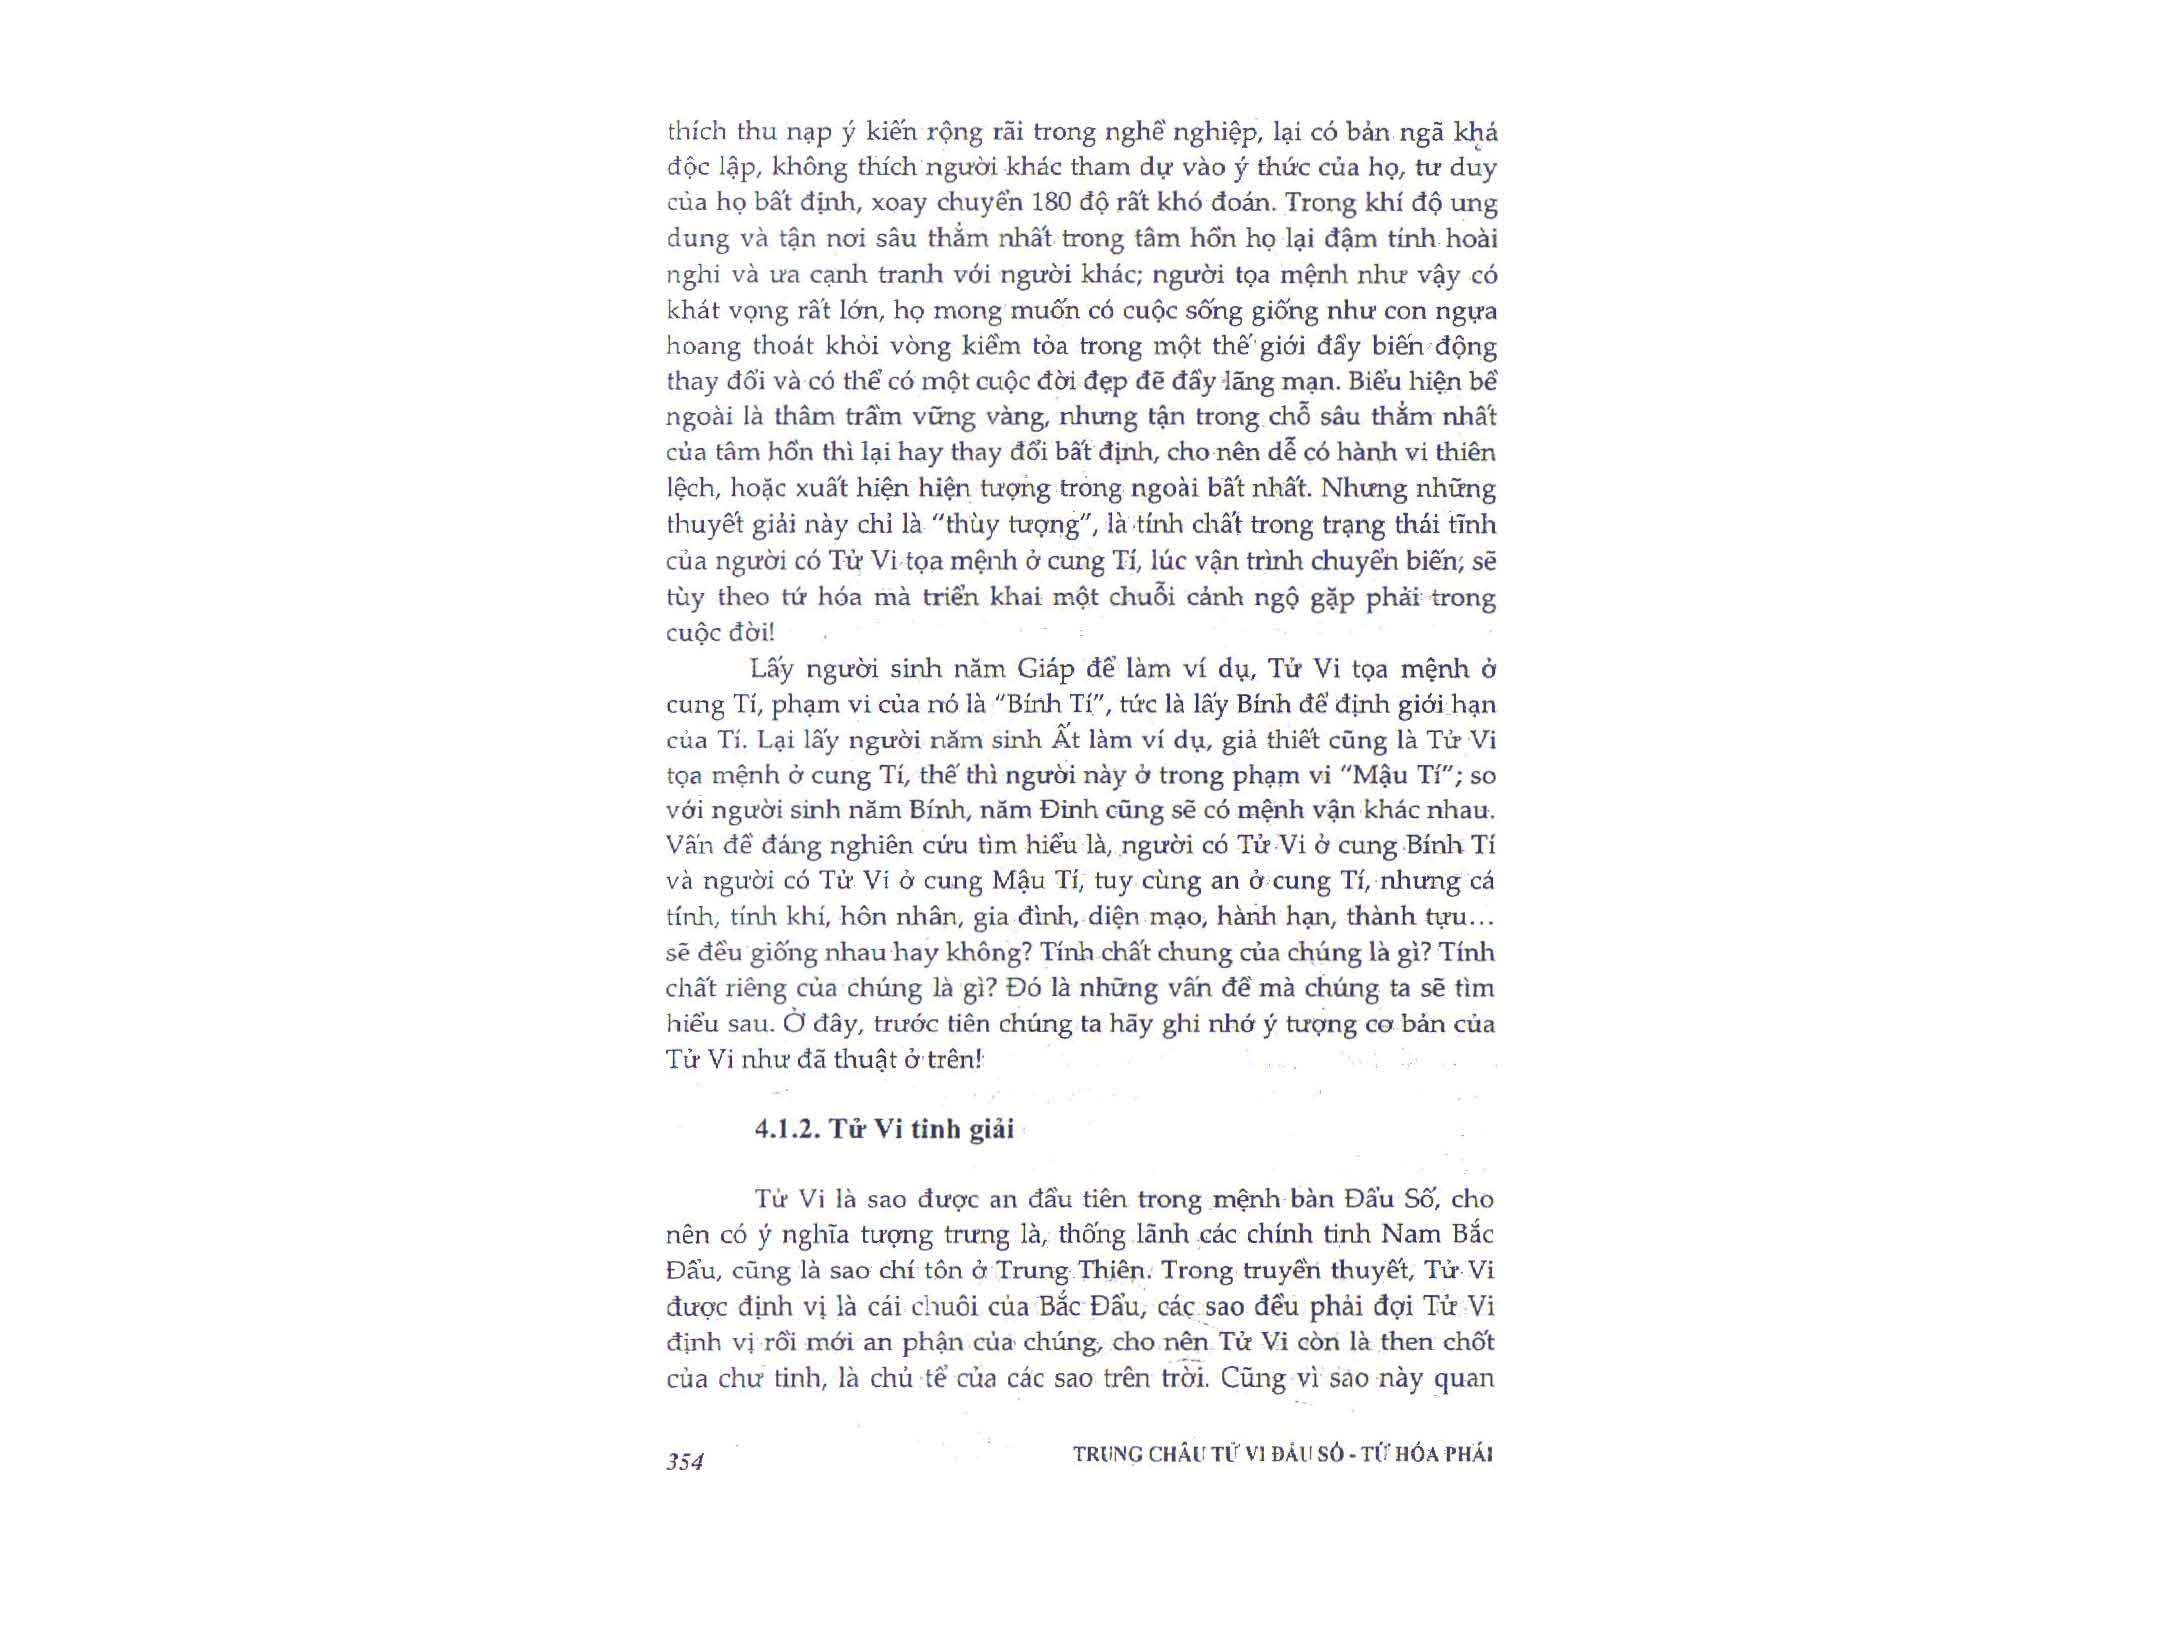 thích thu nạp ý kiến rộng rãi trong nghề nghiệp, lại có bản ngã khá
độc lập, không thích người khác tham dự vào ý thức của họ, tư duy
của họ bất định, xoay chuyển 180 độ rất khó đoán. Trong khí độ ung
dung và tận nơi sâu thẳm nhất trong tâm hồn họ lại đậm tính hoài
nghi và ưa cạnh tranh với người khác; người tọa mệnh như vậy có
khát vọng rất lớn, họ mong muốn có cuộc sống giống như con ngựa
hoang thoát khỏi vòng kiềm tỏa trong một thế giới đầy biến động
thay đổi và có thể có một cuộc đời đẹp đẽ đầy lãng mạn. Biểu hiện bề
ngoài là thâm trầm vững vàng, nhưng tận trong chỗ sâu thẳm nhất
của tâm hồn thì lại hay thay đổi bất định, cho nên dễ có hành vi thiên
lệch, hoặc xuất hiện hiện tượng trong ngoài bất nhất. Nhưng những
thuyết giải này chỉ là "thùy tượng", là tính chất trong trạng thái tĩnh
của người có Tử Vi tọa mệnh ở cung Tí, lúc vận trình chuyển biến, sẽ
tùy theo tứ hóa mà triển khai một chuỗi cảnh ngộ gặp phải trong
cuộc đời!
Lấy người sinh năm Giáp để làm ví dụ, Tử Vi tọa mệnh ở
cung Tí, phạm vi của nó là "Bính Tí", tức là lấy Bính để định giới hạn
của Tí. Lại lấy người năm sinh Ất làm ví dụ, giả thiết cũng là Tử Vi
tọa mệnh ở cung Tí, thế thì người này ở trong phạm vi "Mậu Tí"; so
với người sinh năm Bính, năm Đinh cũng sẽ có mệnh vận khác nhau.
Vấn đề đáng nghiên cứu tìm hiểu là, người có Tử Vi ở cung Bính Tí
và người có Tử Vi ở cung Mậu Tí, tuy cùng an ở cung Tí, nhưng cá
tính, tính khí, hôn nhân, gia đình, diện mạo, hành hạn, thành tựu...
sẽ đều giống nhau hay không? Tính chất chung của chúng là gì? Tính
chất riêng của chúng là gì? Đó là những vấn đề mà chúng ta sẽ tìm
hiểu sau. Ở đây, trước tiên chúng ta hãy ghi nhớ ý tượng cơ bản của
Tử Vi như đã thuật ở trên!
4.1.2. Tử Vi tinh giải
Tử Vi là sao được an đầu tiên trong mệnh bàn Đẩu Số, cho
nên có ý nghĩa tượng trưng là, thống lãnh các chính tinh Nam Bắc
Đẩu, cũng là sao chí tôn ở Trung Thiên. Trong truyền thuyết, Tử Vi
được định vị là cái chuôi của Bắc Đẩu, các sao đều phải đợi Tử Vi
định vị rồi mới an phận của chúng, cho nên Tử Vi còn là then chốt
của chư tinh, là chủ tể của các sao trên trời. Cũng vì sao này quan
354
TRUNG CHÂU TỬ VI ĐẨU SỐ - TỨ HÓA PHÁI